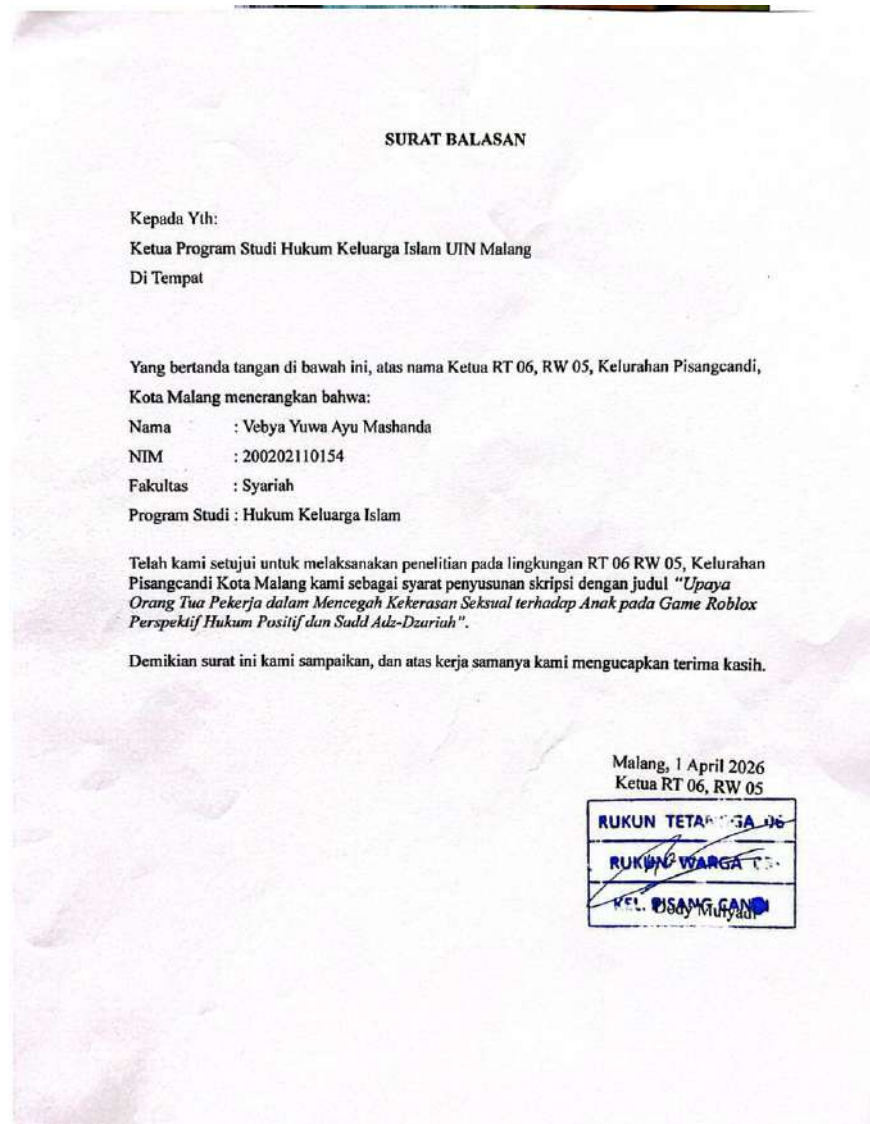 SURAT BALASAN
Kepada Yth:
Ketua Program Studi Hukum Keluarga Islam UIN Malang
Di Tempat
Yang bertanda tangan di bawah ini, atas nama Ketua RT 06, RW 05, Kelurahan Pisangcandi,
Kota Malang menerangkan bahwa:
Nama : Vebya Yuwa Ayu Mashanda
NIM : 200202110154
Fakultas : Syariah
Program Studi : Hukum Keluarga Islam
Telah kami setujui untuk melaksanakan penelitian pada lingkungan RT 06 RW 05, Kelurahan
Pisangcandi Kota Malang kami sebagai syarat penyusunan skripsi dengan judul "Upaya
Orang Tua Pekerja dalam Mencegah Kekerasan Seksual terhadap Anak pada Game Roblox
Perspektif Hukum Positif dan Sadd Adz-Dzariah".
Demikian surat ini kami sampaikan, dan atas kerja samanya kami mengucapkan terima kasih.
Malang, 1 April 2026
Ketua RT 06, RW 05
RUKUN TETANGGA 06
RUKUN WARGA
KEL. PISANG CANDI
Dody Mulyadi